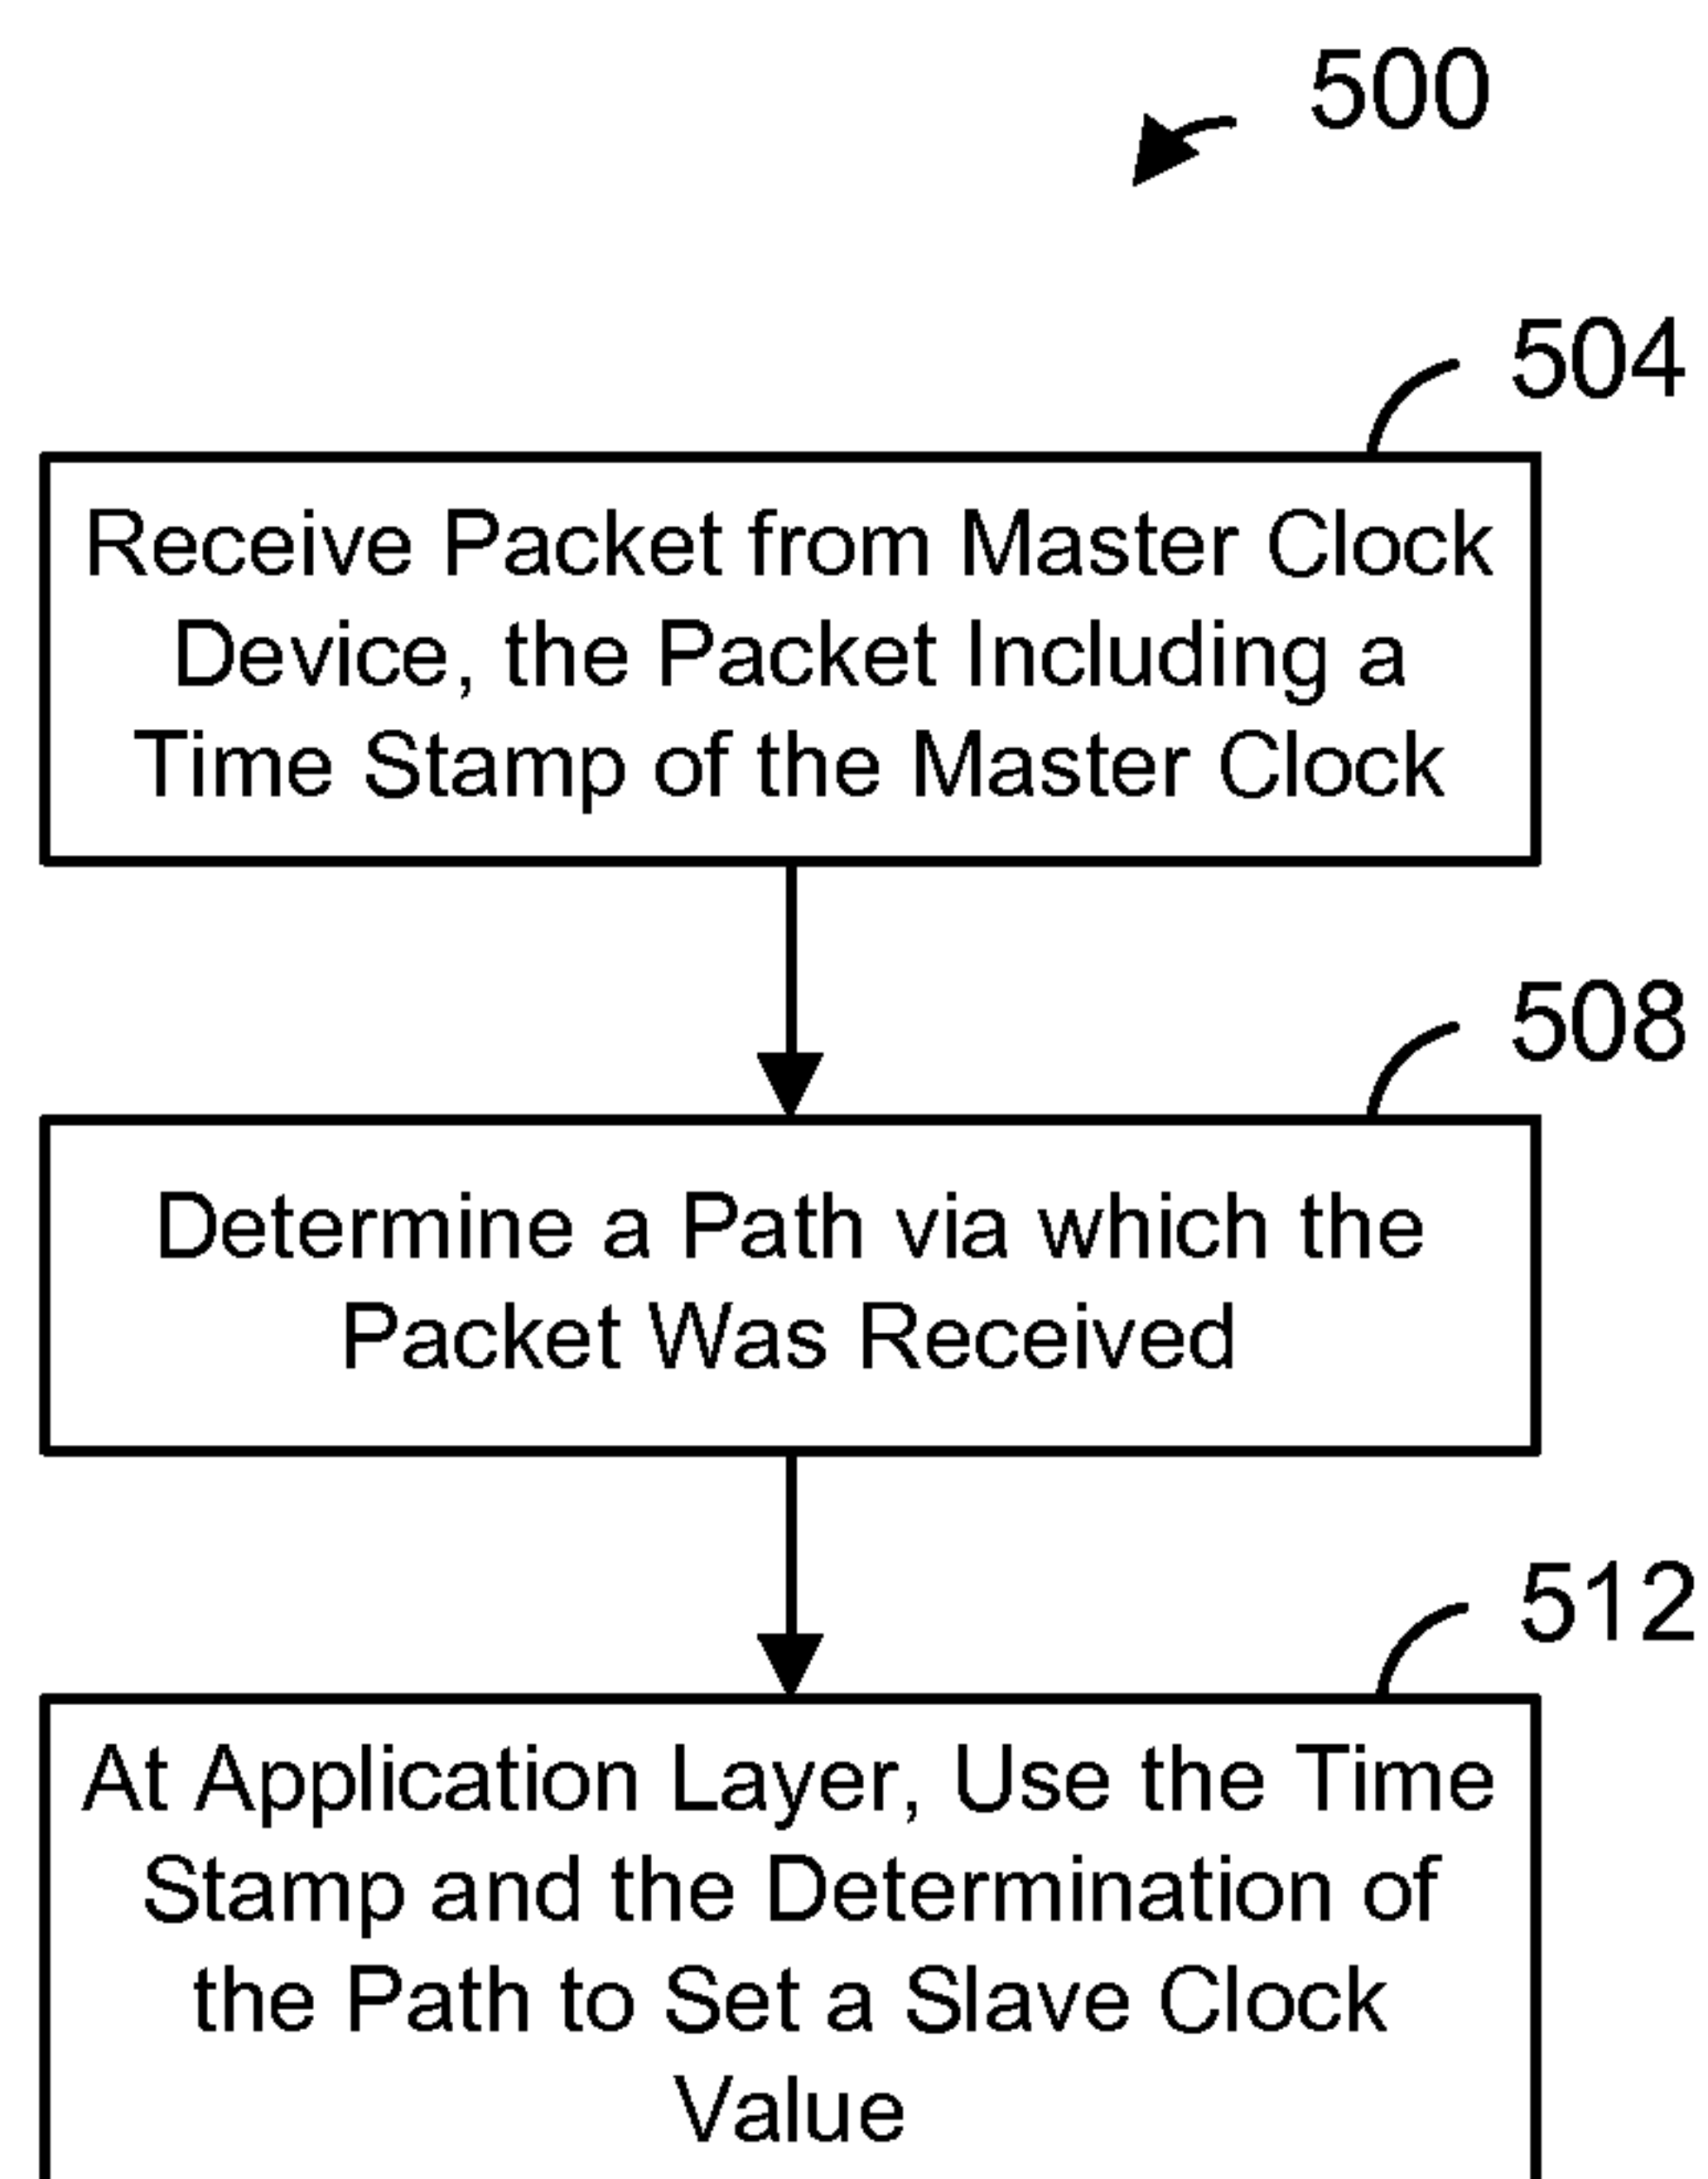 500
504
Receive Packet from Master Clock
Device, the Packet Including a
Time Stamp of the Master Clock
508
Determine a Path via which the
Packet Was Received
512
At Application Layer, Use the Time
Stamp and the Determination of
the Path to Set a Slave Clock
Value